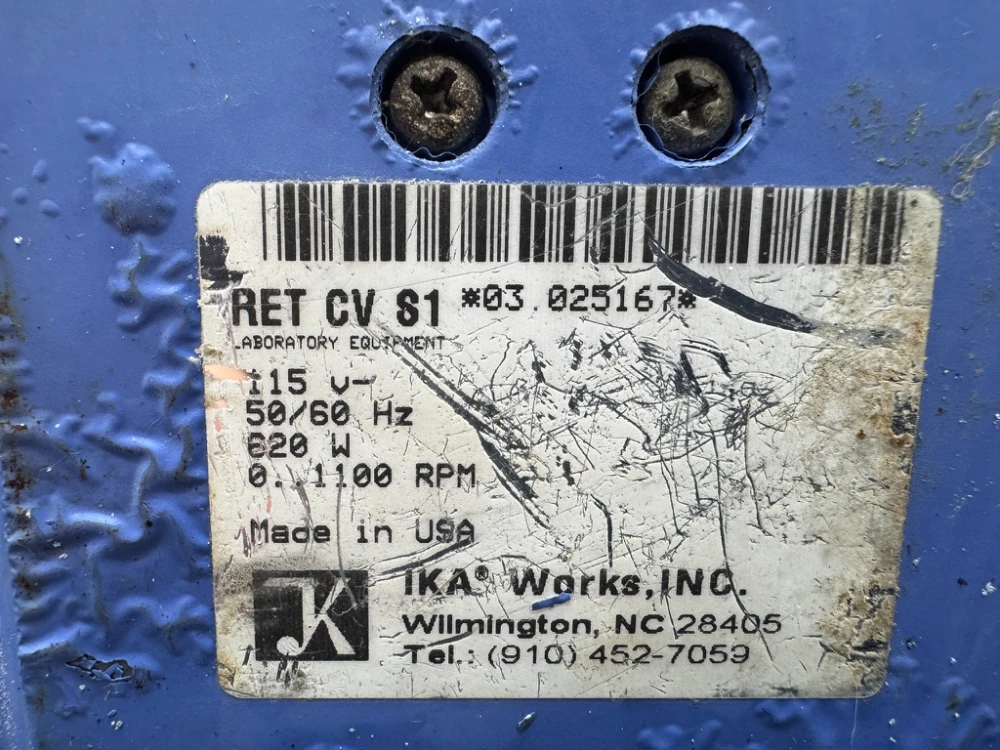 RET CV S1 *03.025167*
LABORATORY EQUIPMENT
115 V~
50/60 Hz
620 W
0...1100 RPM
Made in USA
IKA® Works, INC.
Wilmington, NC 28405
Tel.: (910) 452-7059